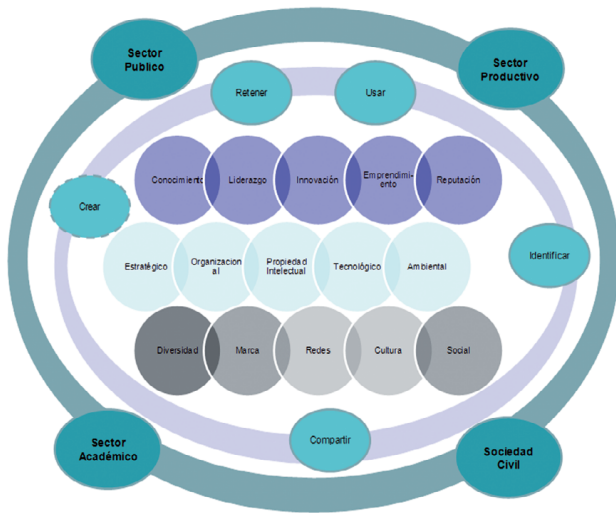 Sector
Publico
Sector
Productivo
Retener
Usar
Conocimiento
Liderazgo
Innovación
Emprendimi-
ento
Reputación
Crear
Identificar
Estratégico
Organizacion
al
Propiedad
Intelectual
Tecnológico
Ambiental
Diversidad
Marca
Redes
Cultura
Social
Compartir
Sector
Académico
Sociedad
Civil